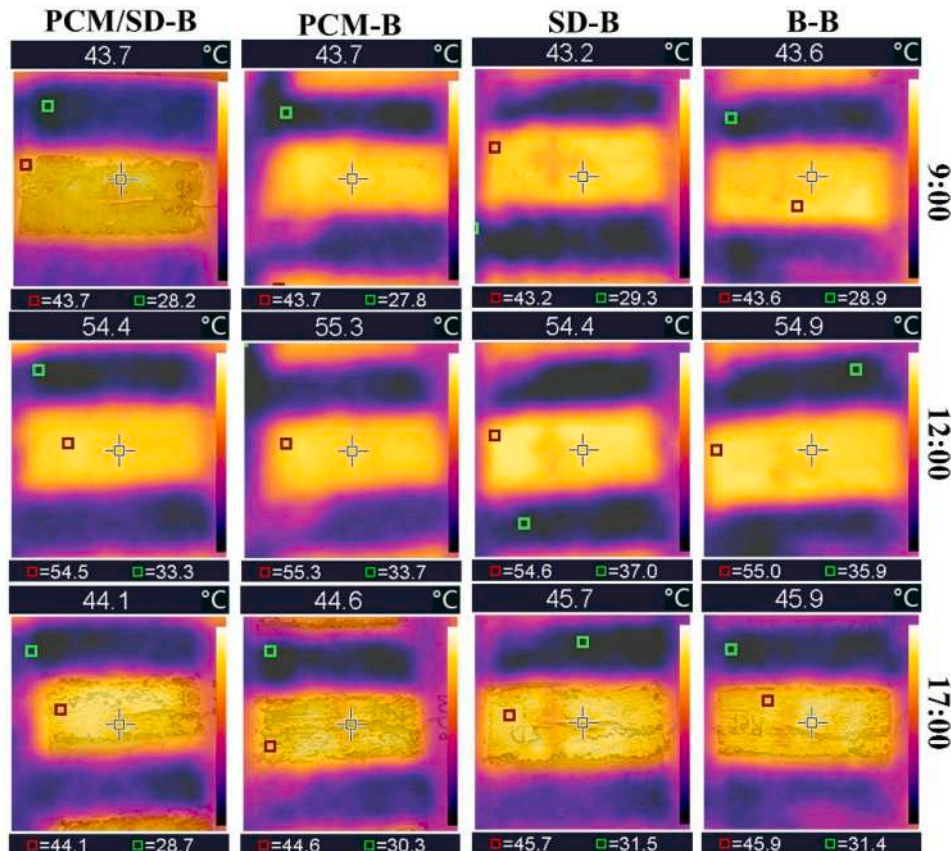 PCM/SD-B PCM-B SD-B B-B
43.7 °C 43.7 °C 43.2 °C 43.6 °C
9:00
=43.7 =28.2 =43.7 =27.8 =43.2 =29.3 =43.6 =28.9
54.4 °C 55.3 °C 54.4 °C 54.9 °C
12:00
=54.5 =33.3 =55.3 =33.7 =54.6 =37.0 =55.0 =35.9
44.1 °C 44.6 °C 45.7 °C 45.9 °C
17:00
=44.1 =28.7 =44.6 =30.3 =45.7 =31.5 =45.9 =31.4